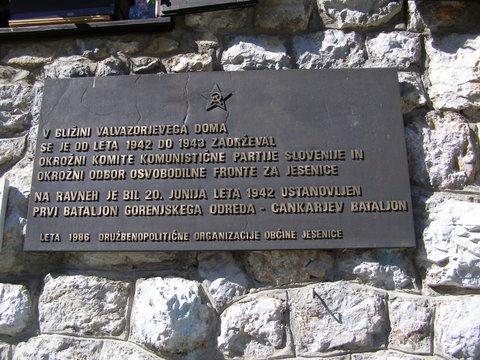 V BLIŽINI VALVAZORJEVEGA DOMA
SE JE OD LETA 1942 DO 1943 ZADRŽEVAL
OKROŽNI KOMITE KOMUNISTIČNE PARTIJE SLOVENIJE IN
OKROŽNI ODBOR OSVOBODILNE FRONTE ZA JESENICE
NA RAVNEH JE BIL 20. JUNIJA LETA 1942 USTANOVLJEN
PRVI BATALJON GORENJSKEGA ODREDA - CANKARJEV BATALJON
LETA 1986 DRUŽBENOPOLITIČNE ORGANIZACIJE OBČINE JESENICE